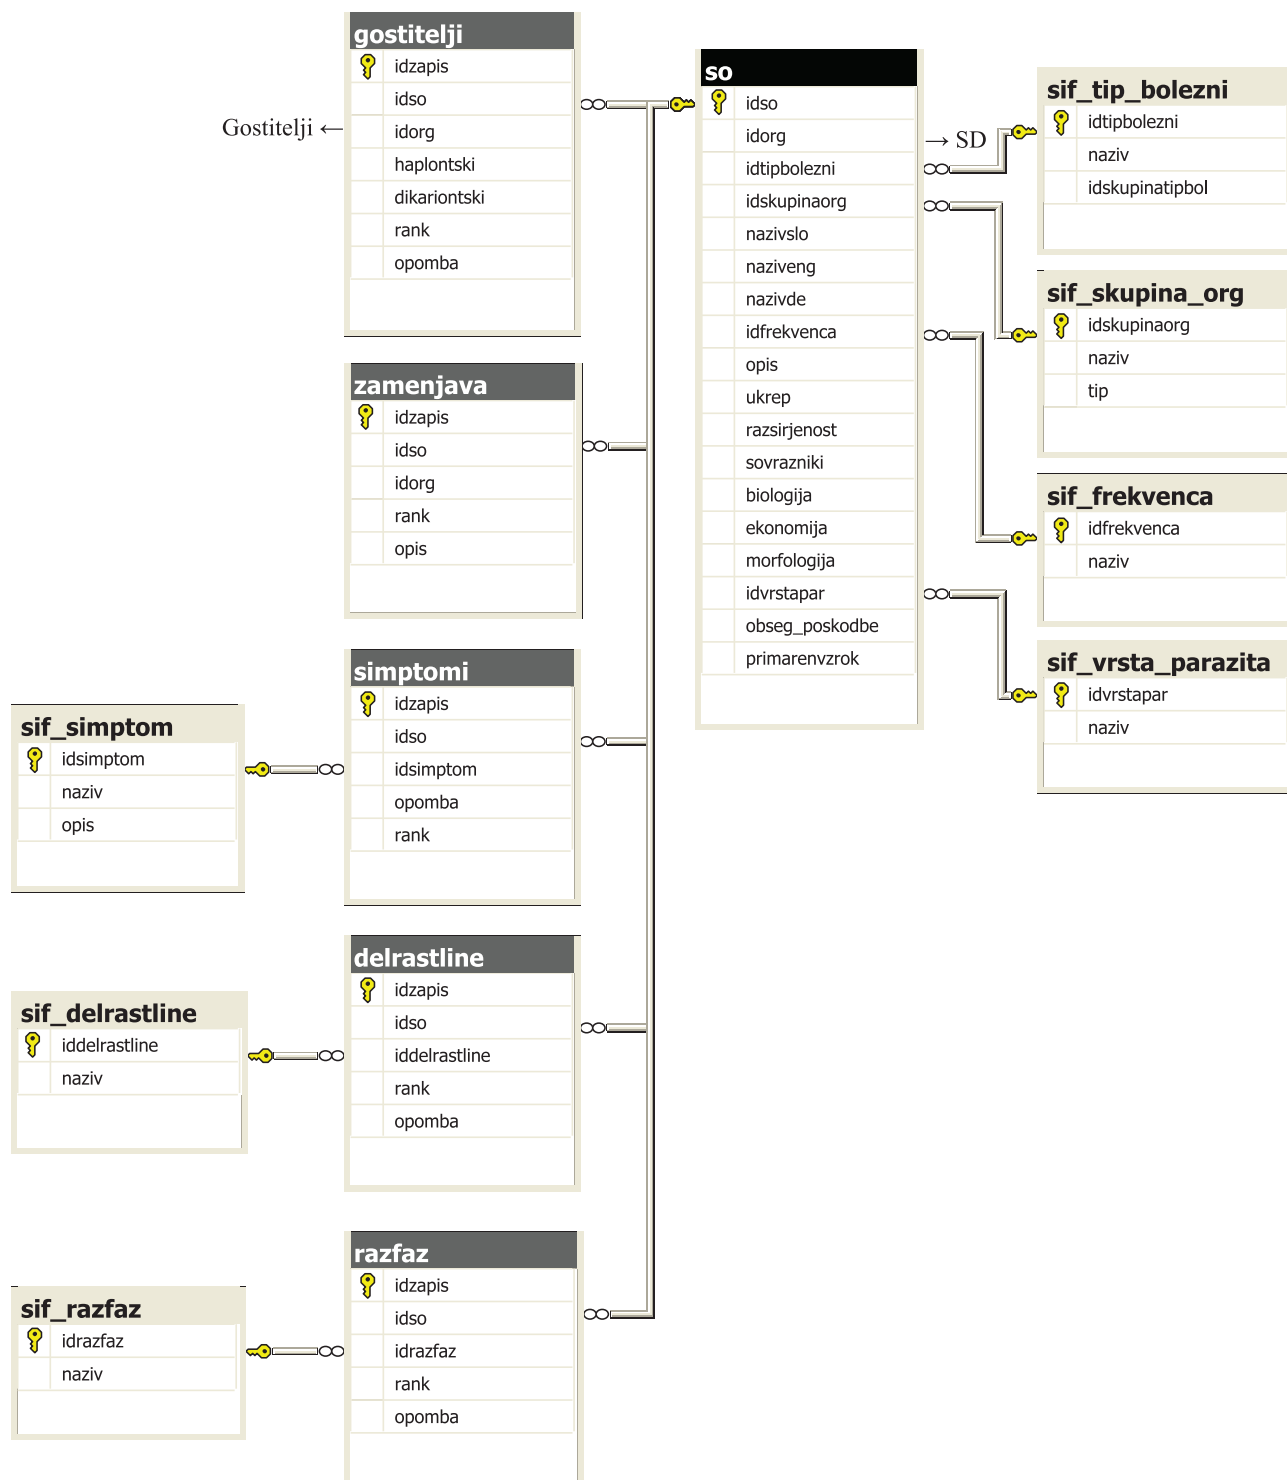 gostitelji
idzapis
idso
idorg
haplontski
dikariontski
rank
opomba
Gostitelji ←
zamenjava
idzapis
idso
idorg
rank
opis
simptomi
idzapis
idso
idsimptom
opomba
rank
sif_simptom
idsimptom
naziv
opis
delrastline
idzapis
idso
iddelrastline
rank
opomba
sif_delrastline
iddelrastline
naziv
razfaz
idzapis
idso
idrazfaz
rank
opomba
sif_razfaz
idrazfaz
naziv
so
idso
idorg
idtipbolezni
idskupinaorg
nazivslo
naziveng
nazivde
idfrekvenca
opis
ukrep
razsirjenost
sovrazniki
biologija
ekonomija
morfologija
idvrstapar
obseg_poskodbe
primarenvzrok
→ SD
sif_tip_bolezni
idtipbolezni
naziv
idskupinatipbol
sif_skupina_org
idskupinaorg
naziv
tip
sif_frekvenca
idfrekvenca
naziv
sif_vrsta_parazita
idvrstapar
naziv